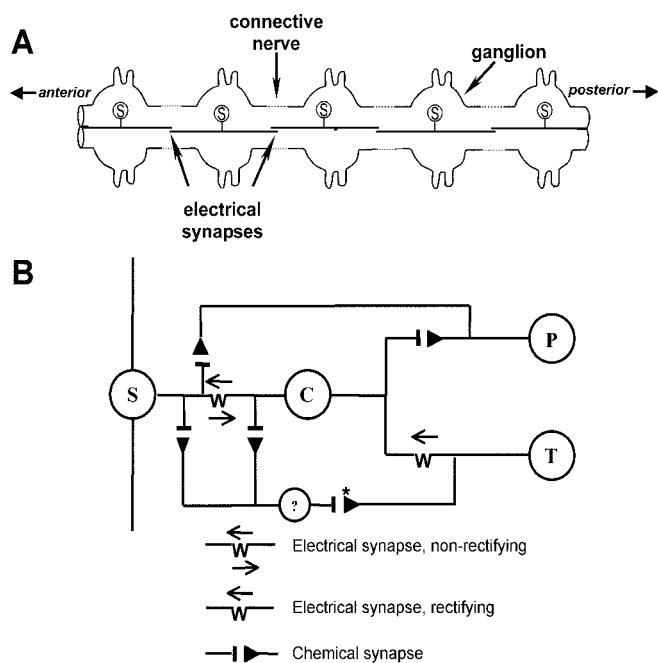 A
connective
nerve
ganglion
anterior
posterior
S S S S S
electrical
synapses
B
P
S
C
T
*
?
Electrical synapse, non-rectifying
Electrical synapse, rectifying
Chemical synapse